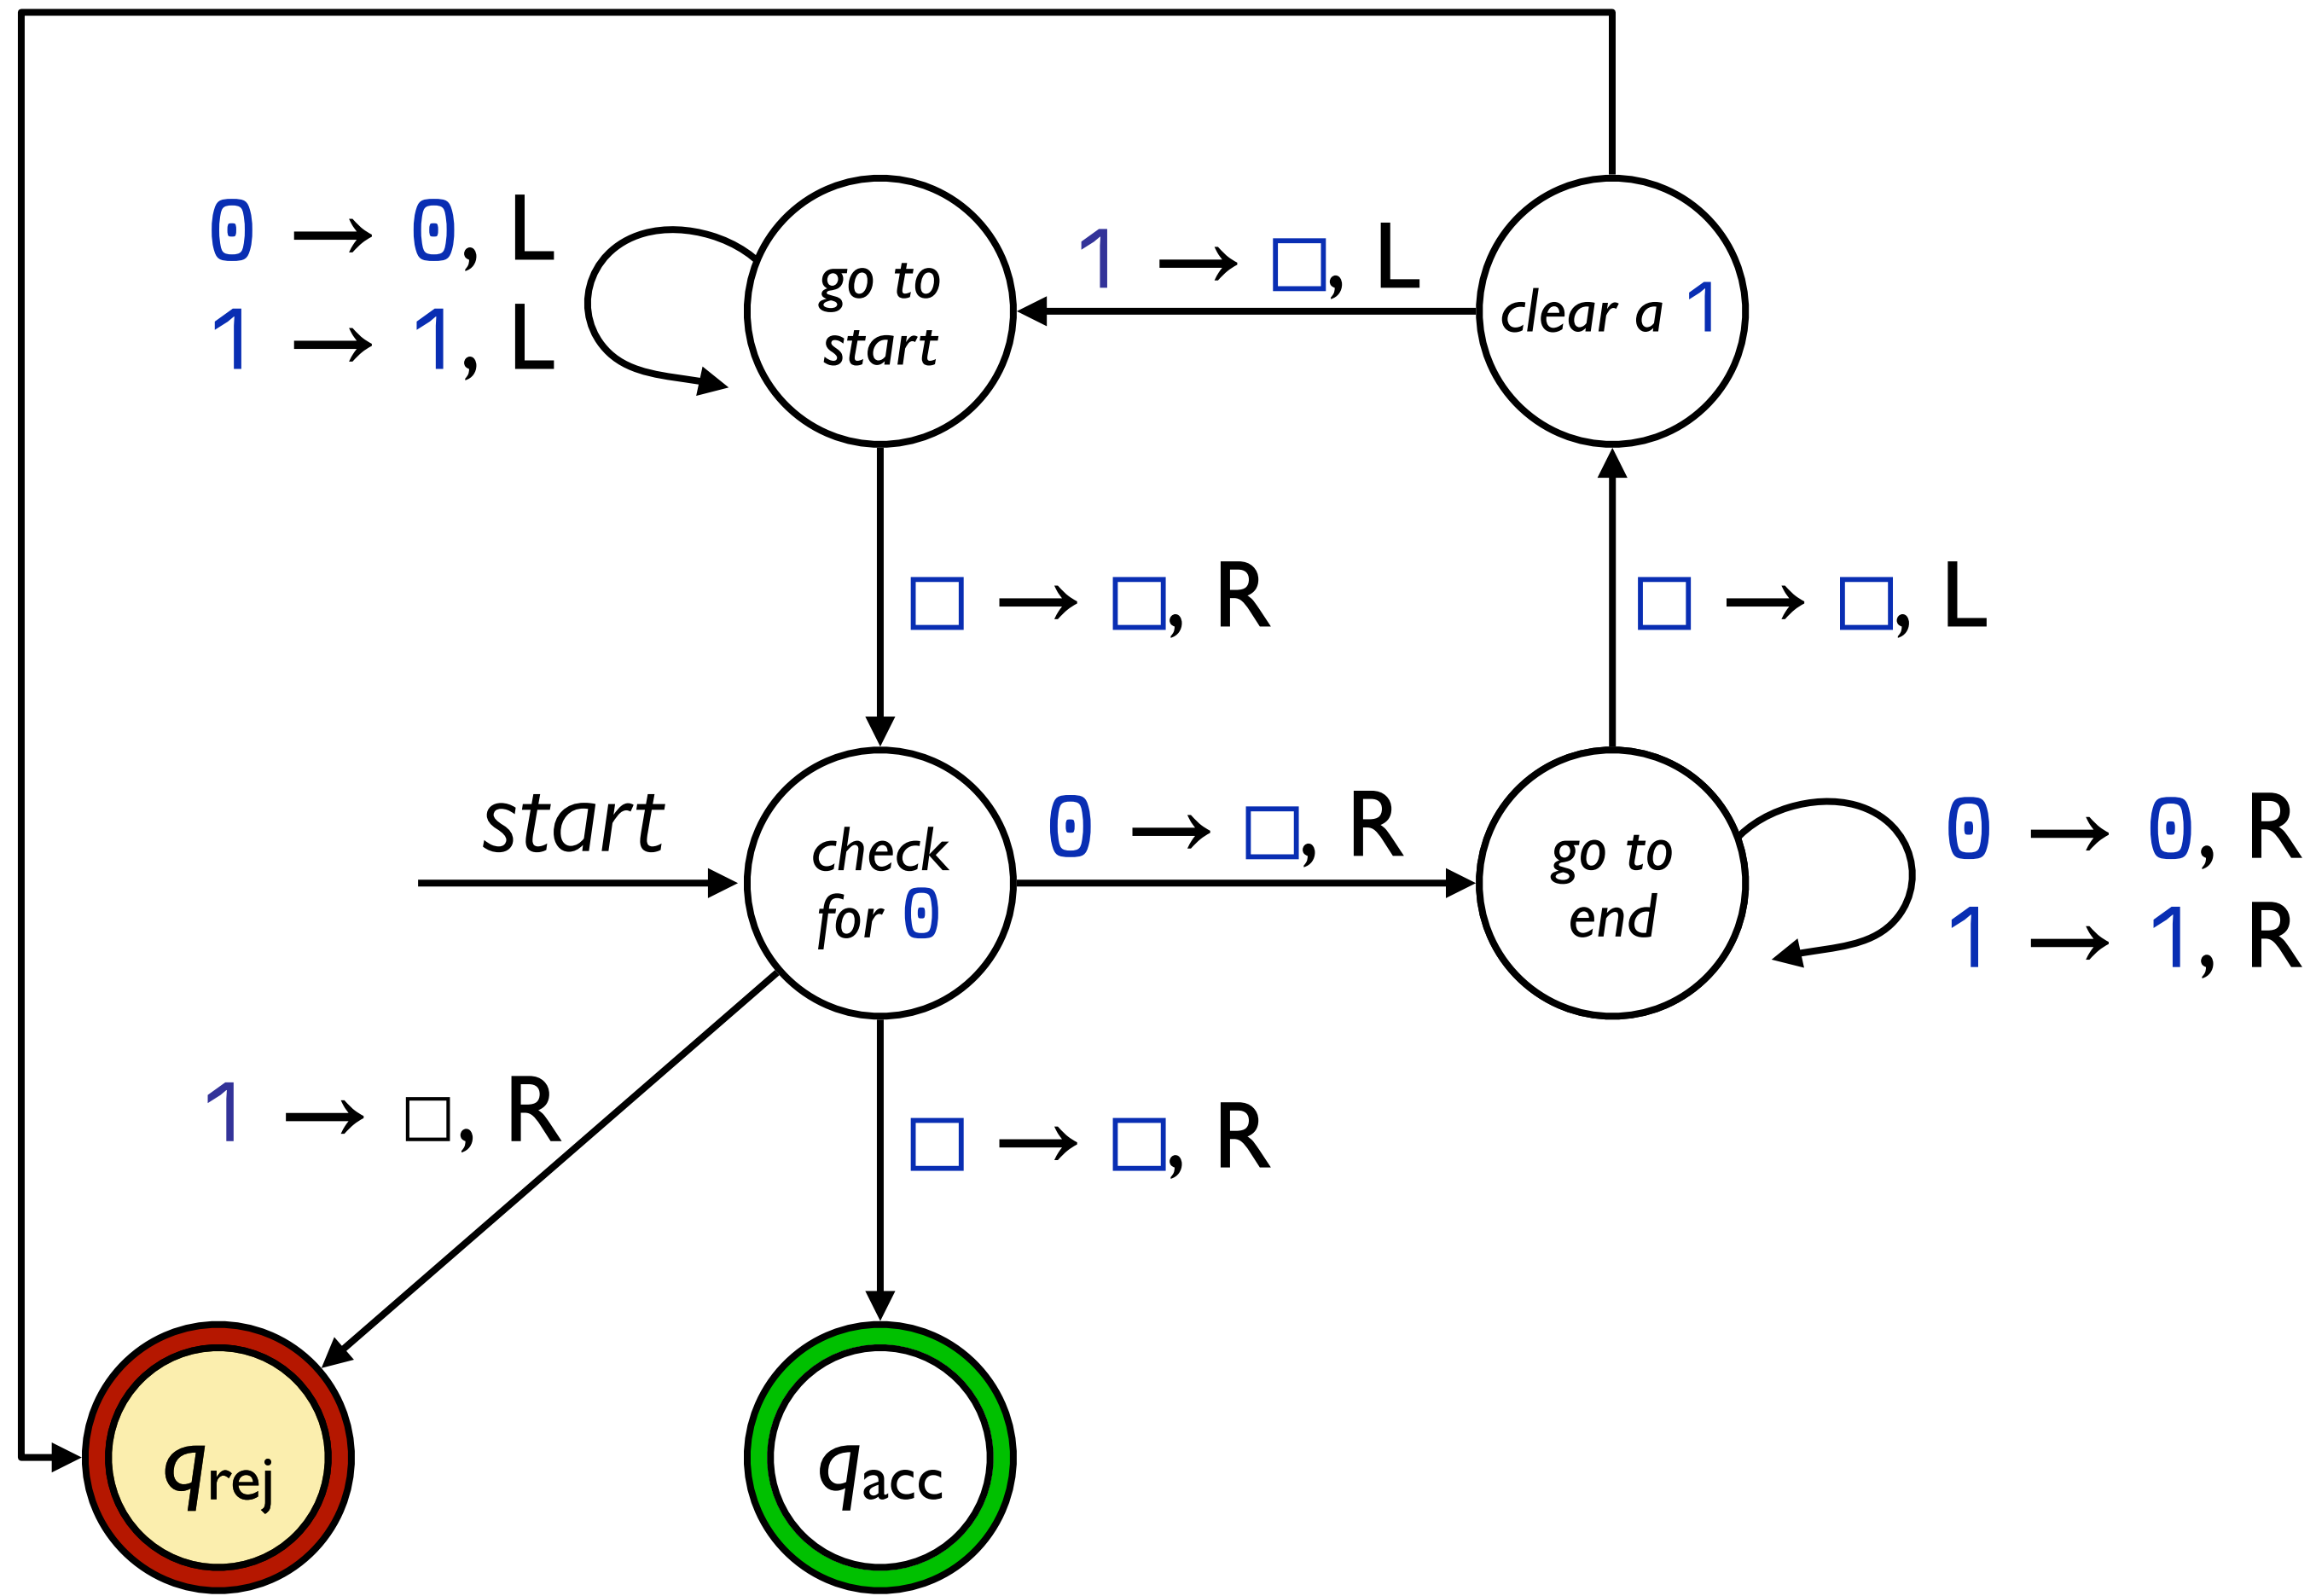 0 → 0, L
1 → 1, L
go to
start
1 → □, L
clear a 1
□ → □, R
□ → □, L
start
check
for 0
0 → □, R
go to
end
0 → 0, R
1 → 1, R
1 → □, R
□ → □, R
qrej
qacc